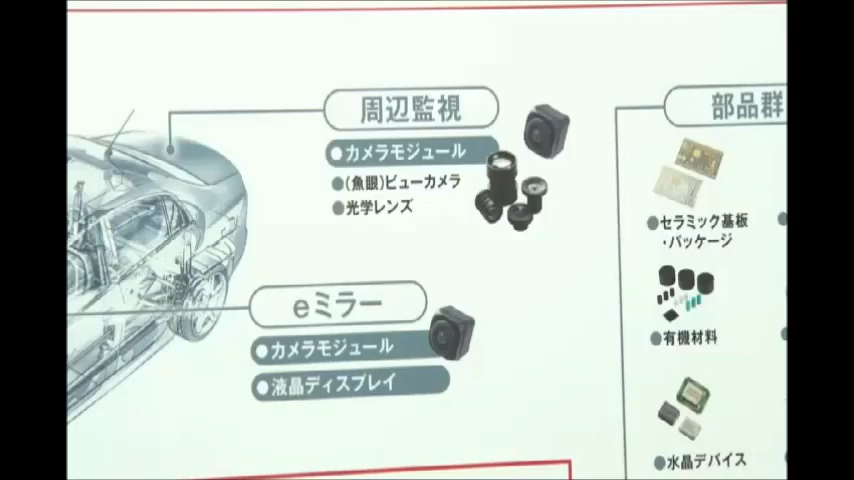 周辺監視
カメラモジュール
(魚眼)ビューカメラ
光学レンズ
eミラー
カメラモジュール
液晶ディスプレイ
部品群
セラミック基板
・パッケージ
有機材料
水晶デバイス